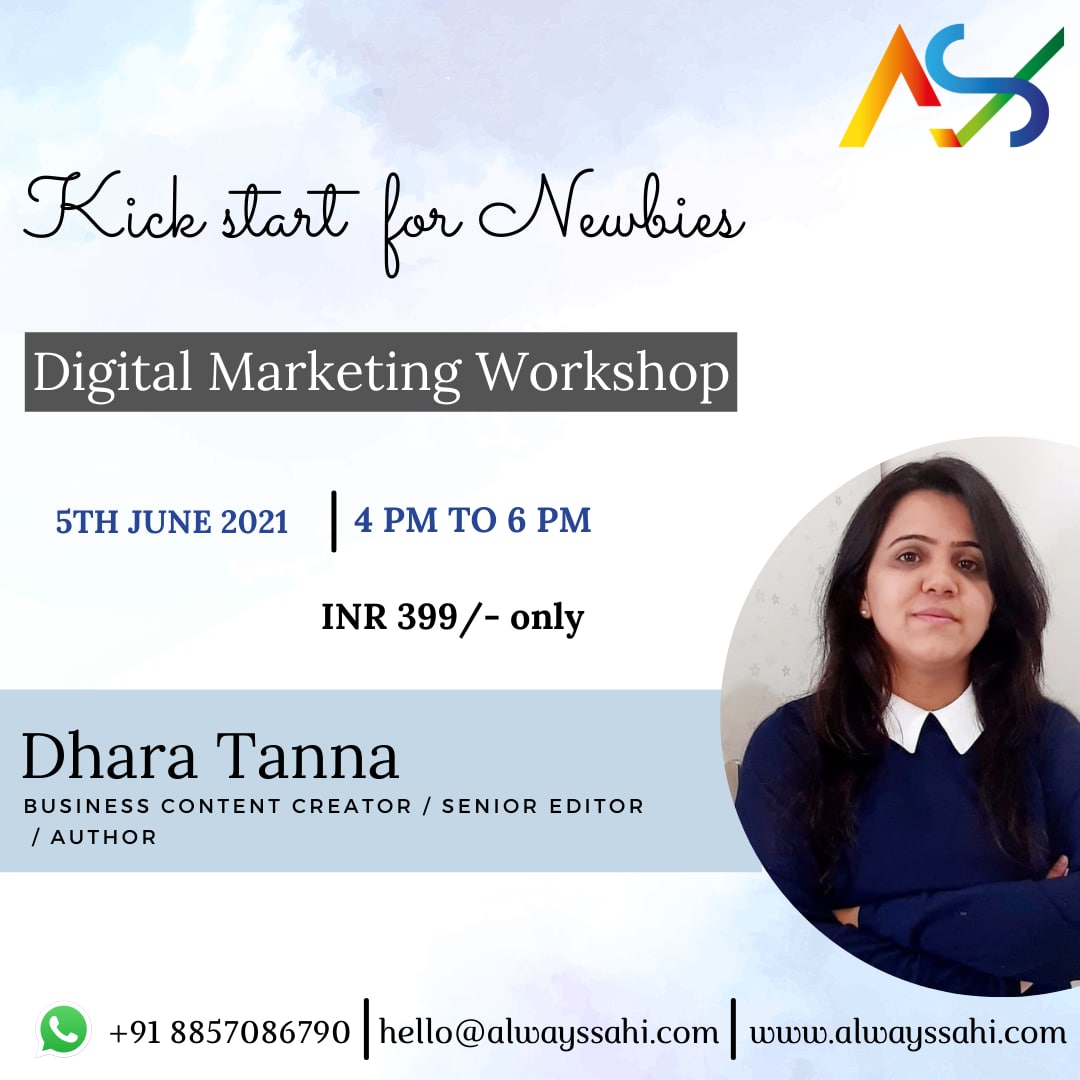 AS
Kick start for Newbies
Digital Marketing Workshop
5TH JUNE 2021 | 4 PM TO 6 PM
INR 399/- only
Dhara Tanna
BUSINESS CONTENT CREATOR / SENIOR EDITOR
/ AUTHOR
+91 8857086790 | hello@alwayssahi.com | www.alwayssahi.com